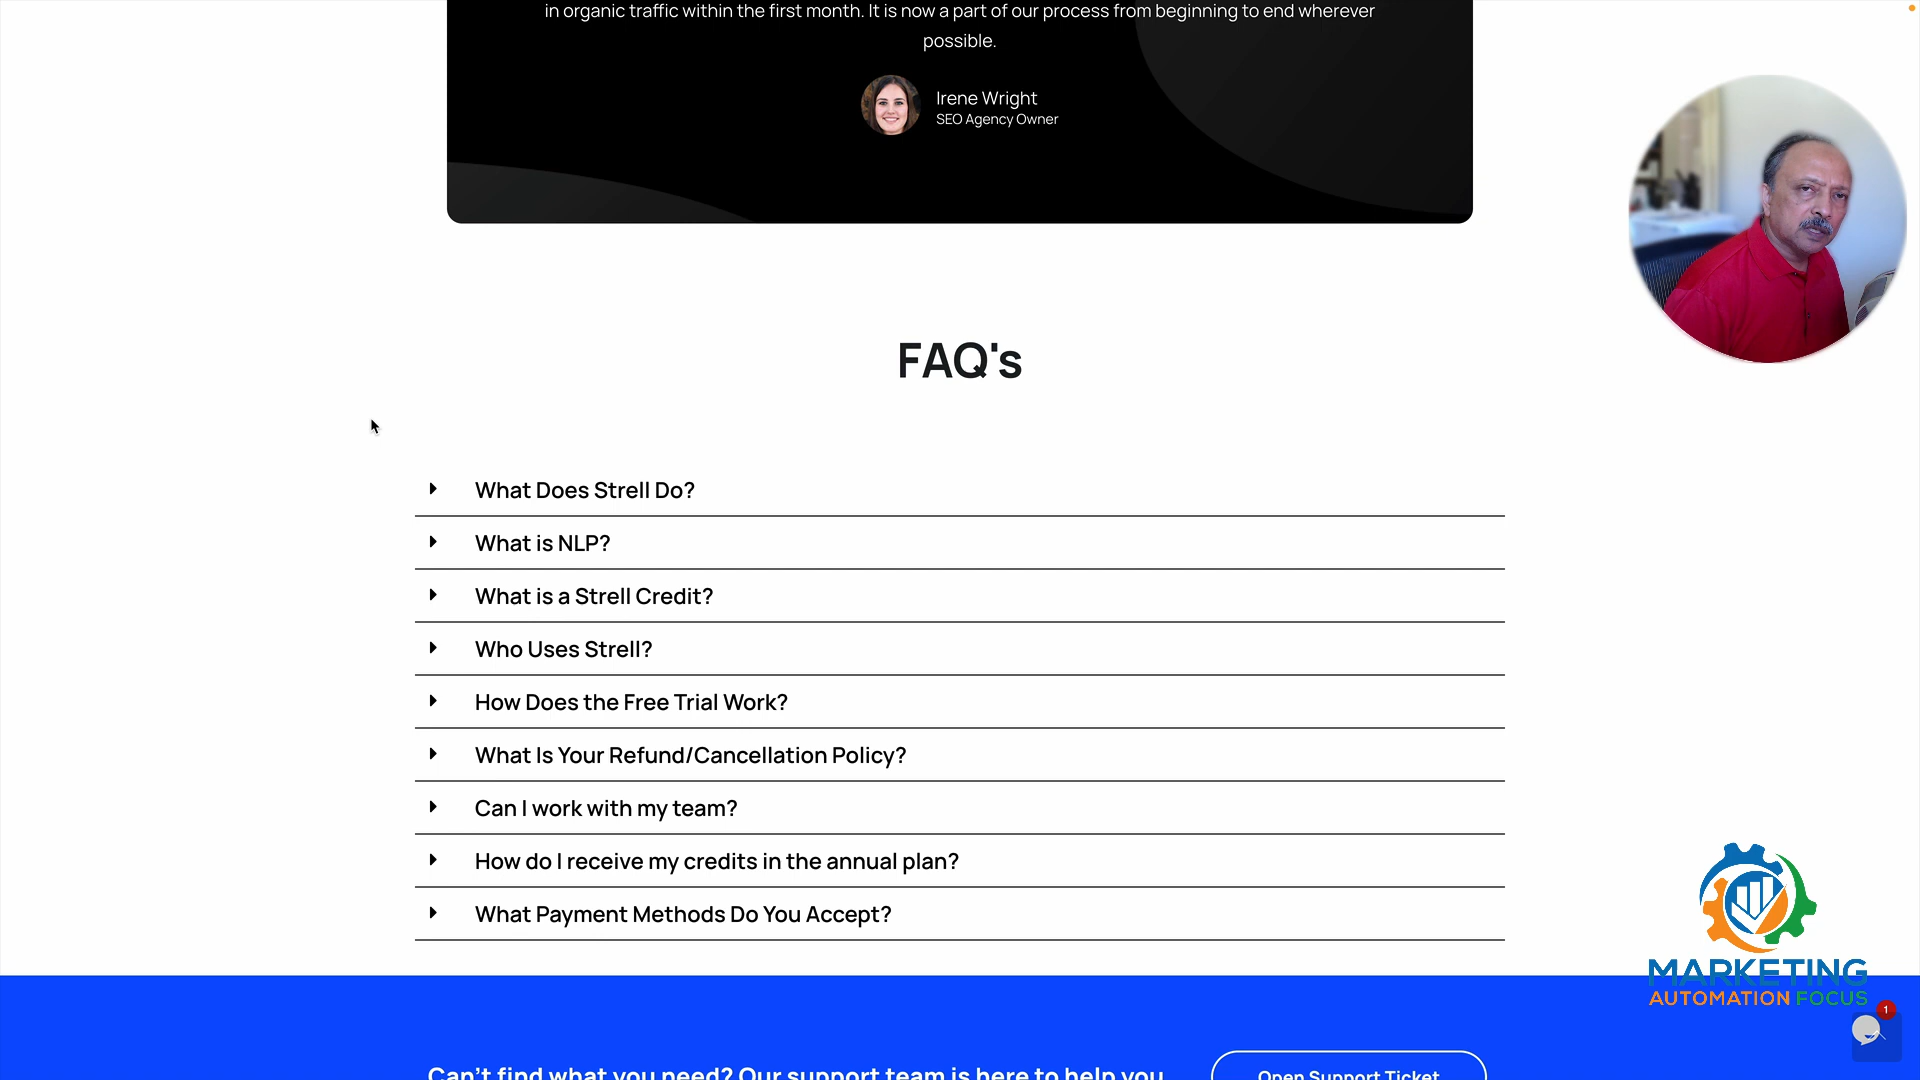 in organic traffic within the first month. It is now a part of our process from beginning to end wherever
possible.
Irene Wright
SEO Agency Owner
FAQ's
What Does Strell Do?
What is NLP?
What is a Strell Credit?
Who Uses Strell?
How Does the Free Trial Work?
What Is Your Refund/Cancellation Policy?
Can I work with my team?
How do I receive my credits in the annual plan?
What Payment Methods Do You Accept?
MARKETING
AUTOMATION FOCUS
1
Can't find what you need? Our support team is here to help you
Open Support Ticket